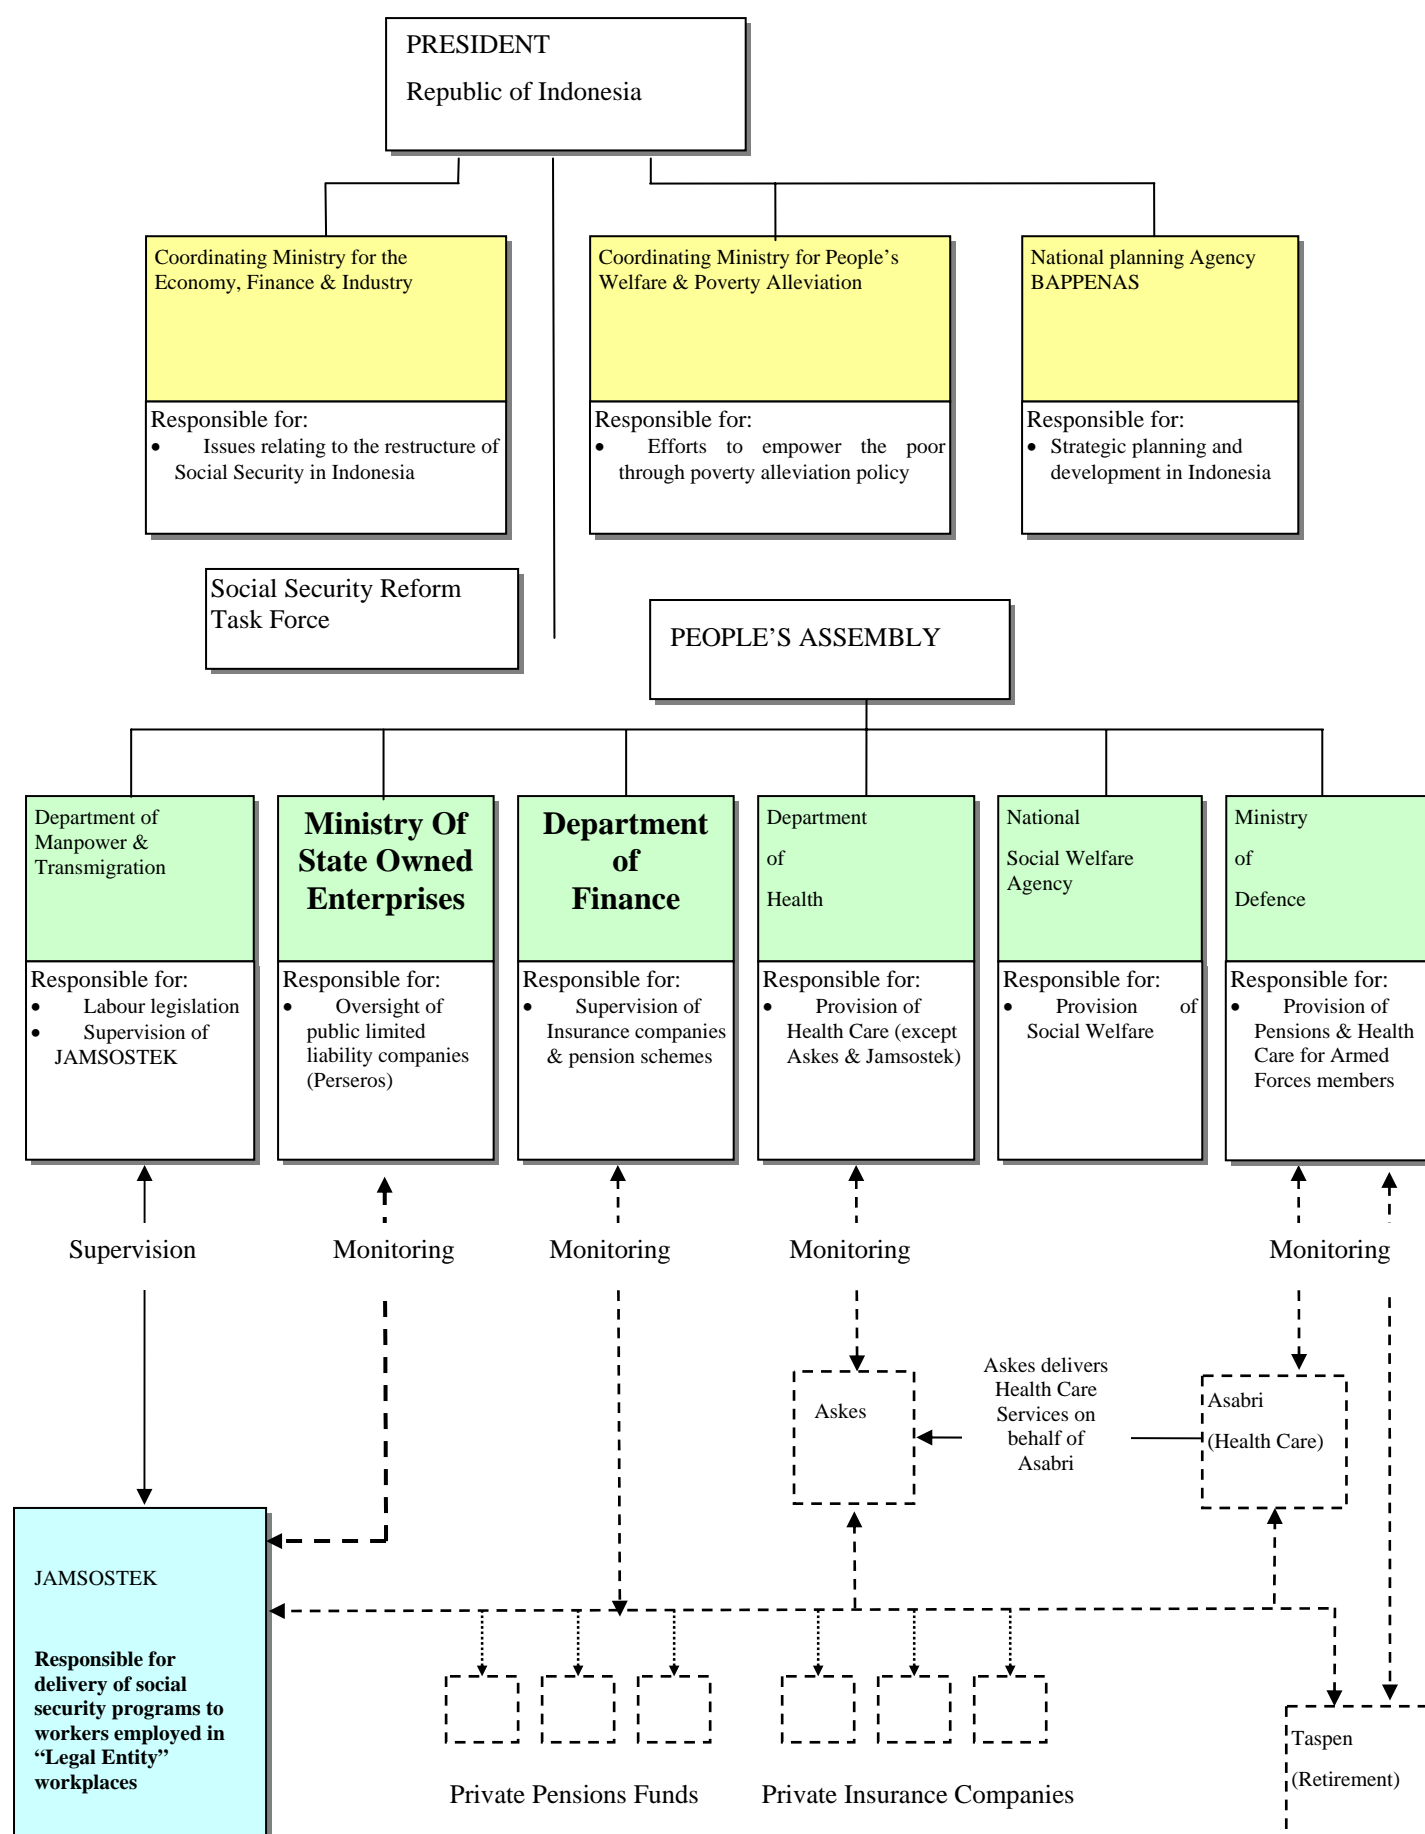 PRESIDENT
Republic of Indonesia
Coordinating Ministry for the
Economy, Finance & Industry
Responsible for:
• Issues relating to the restructure of
Social Security in Indonesia
Coordinating Ministry for People’s
Welfare & Poverty Alleviation
Responsible for:
• Efforts to empower the poor
through poverty alleviation policy
National planning Agency
BAPPENAS
Responsible for:
• Strategic planning and
development in Indonesia
Social Security Reform
Task Force
PEOPLE’S ASSEMBLY
Department of
Manpower &
Transmigration
Responsible for:
• Labour legislation
• Supervision of
JAMSOSTEK
Ministry Of
State Owned
Enterprises
Responsible for:
• Oversight of
public limited
liability companies
(Perseros)
Department
of
Finance
Responsible for:
• Supervision of
Insurance companies
& pension schemes
Department
of
Health
Responsible for:
• Provision of
Health Care (except
Askes & Jamsostek)
National
Social Welfare
Agency
Responsible for:
• Provision of
Social Welfare
Ministry
of
Defence
Responsible for:
• Provision of
Pensions & Health
Care for Armed
Forces members
Supervision
Monitoring
Monitoring
Monitoring
Monitoring
Askes
Askes delivers
Health Care
Services on
behalf of
Asabri
Asabri
(Health Care)
JAMSOSTEK
Responsible for
delivery of social
security programs to
workers employed in
“Legal Entity”
workplaces
Private Pensions Funds
Private Insurance Companies
Taspen
(Retirement)